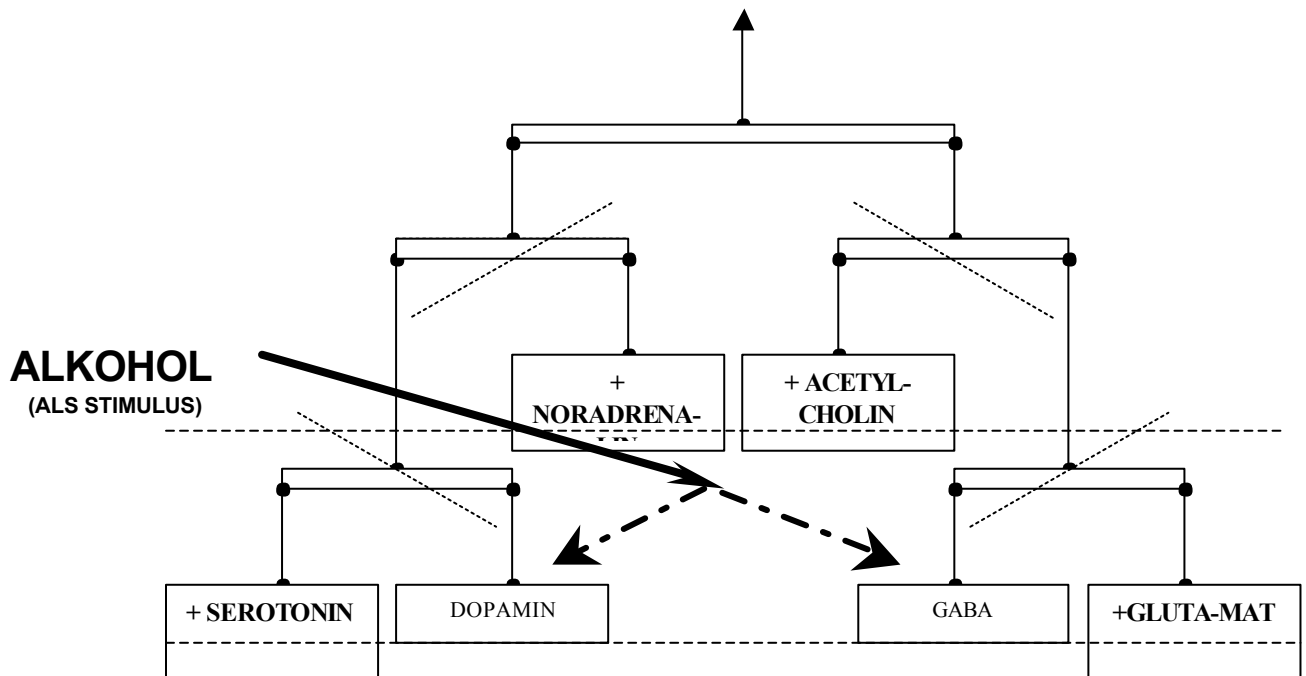 ALKOHOL
(ALS STIMULUS)
+
NORADRENA-
+ ACETYL-
CHOLIN
+ SEROTONIN
DOPAMIN
GABA
+GLUTA-MAT